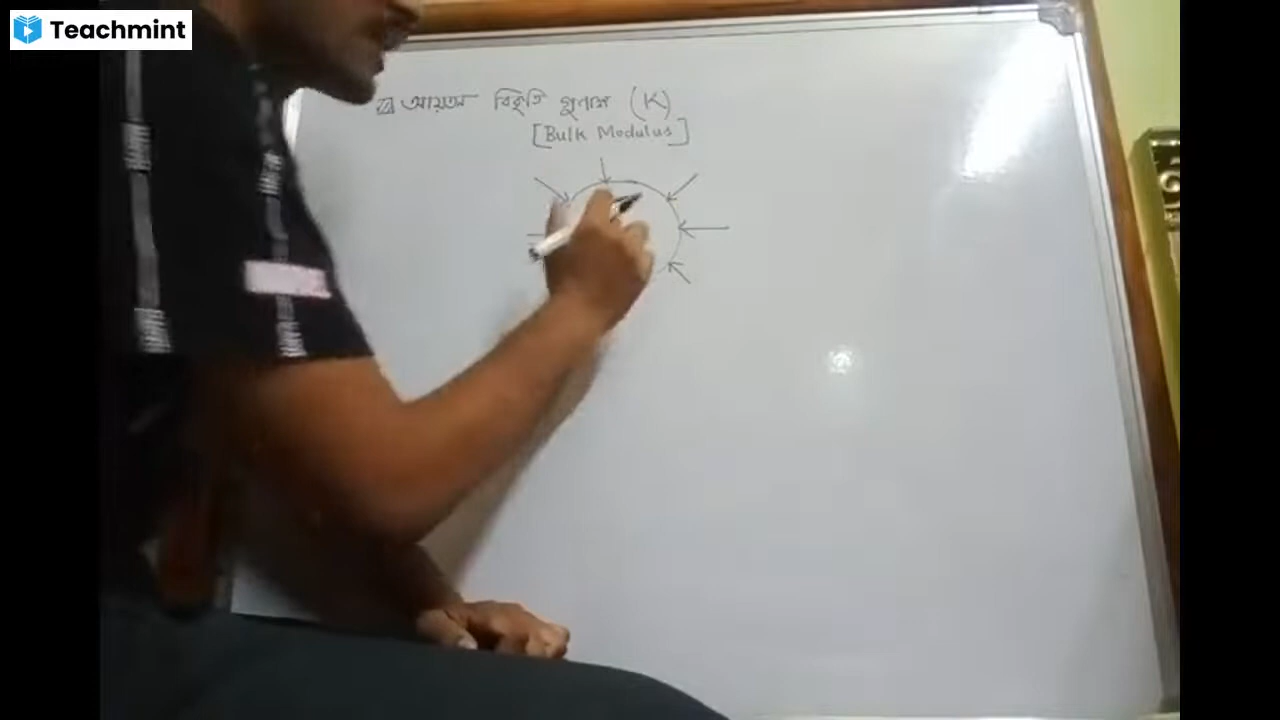 Teachmint
আয়তন বিকৃতি গুনাঙ্ক (K)
[Bulk Modulus]